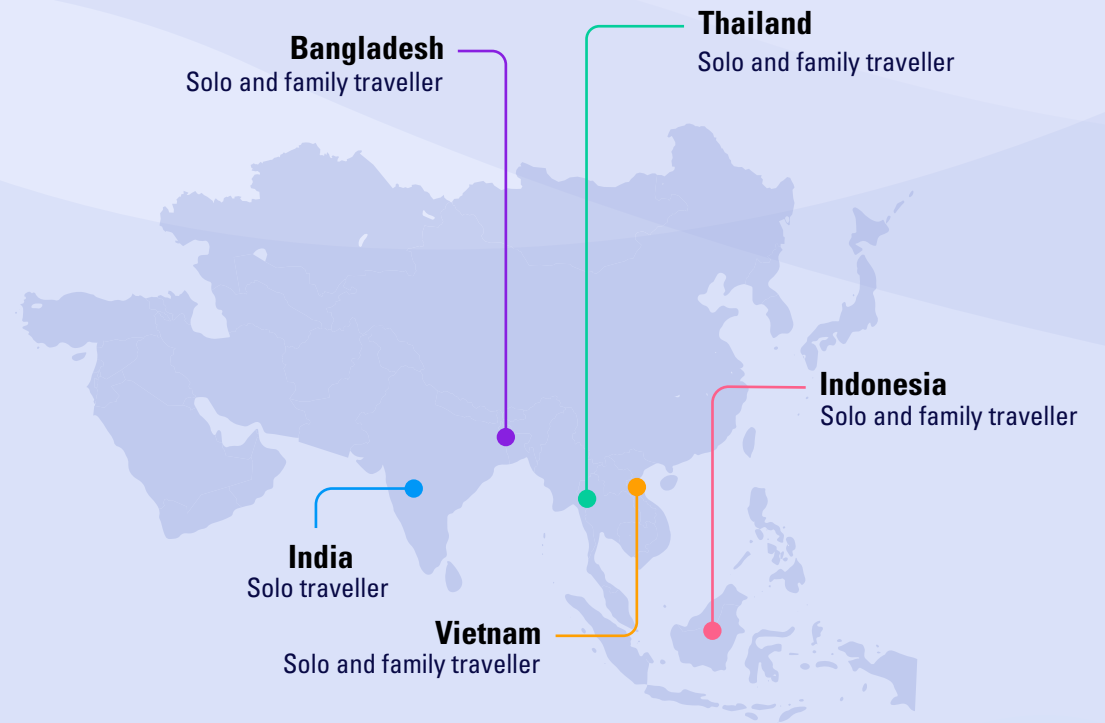 Thailand
Solo and family traveller
Bangladesh
Solo and family traveller
Indonesia
Solo and family traveller
India
Solo traveller
Vietnam
Solo and family traveller